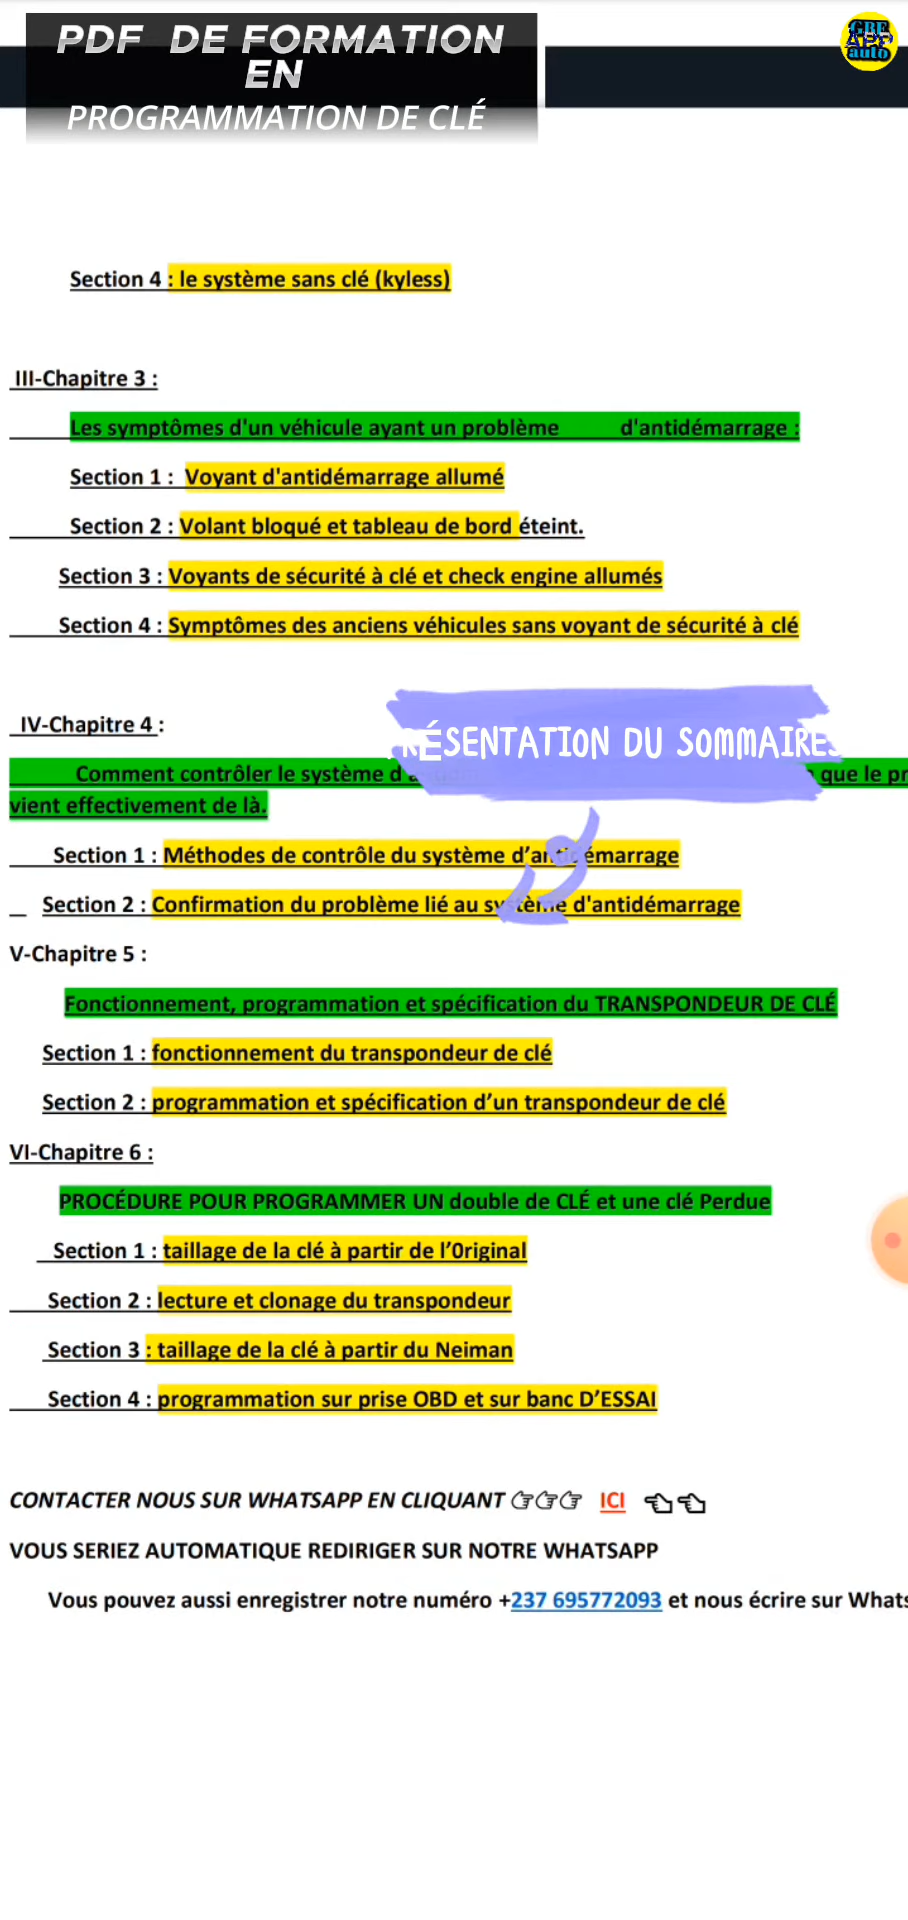 PDF DE FORMATION
EN
PROGRAMMATION DE CLÉ
GBE
auto
Section 4 : le système sans clé (kyless)
III-Chapitre 3 :
Les symptômes d'un véhicule ayant un problème d'antidémarrage :
Section 1 : Voyant d'antidémarrage allumé
Section 2 : Volant bloqué et tableau de bord éteint.
Section 3 : Voyants de sécurité à clé et check engine allumés
Section 4 : Symptômes des anciens véhicules sans voyant de sécurité à clé
IV-Chapitre 4 :
PRÉSENTATION DU SOMMAIRES
Comment contrôler le système que le
vient effectivement de là.
Section 1 : Méthodes de contrôle du système d’antidémarrage
Section 2 : Confirmation du problème lié au système d'antidémarrage
V-Chapitre 5 :
Fonctionnement, programmation et spécification du TRANSPONDEUR DE CLÉ
Section 1 : fonctionnement du transpondeur de clé
Section 2 : programmation et spécification d’un transpondeur de clé
VI-Chapitre 6 :
PROCÉDURE POUR PROGRAMMER UN double de CLÉ et une clé Perdue
Section 1 : taillage de la clé à partir de l’0riginal
Section 2 : lecture et clonage du transpondeur
Section 3 : taillage de la clé à partir du Neiman
Section 4 : programmation sur prise OBD et sur banc D’ESSAI
CONTACTER NOUS SUR WHATSAPP EN CLIQUANT 👉👉👉 ICI 👈👈
VOUS SERIEZ AUTOMATIQUE REDIRIGER SUR NOTRE WHATSAPP
Vous pouvez aussi enregistrer notre numéro +237 695772093 et nous écrire sur Whats